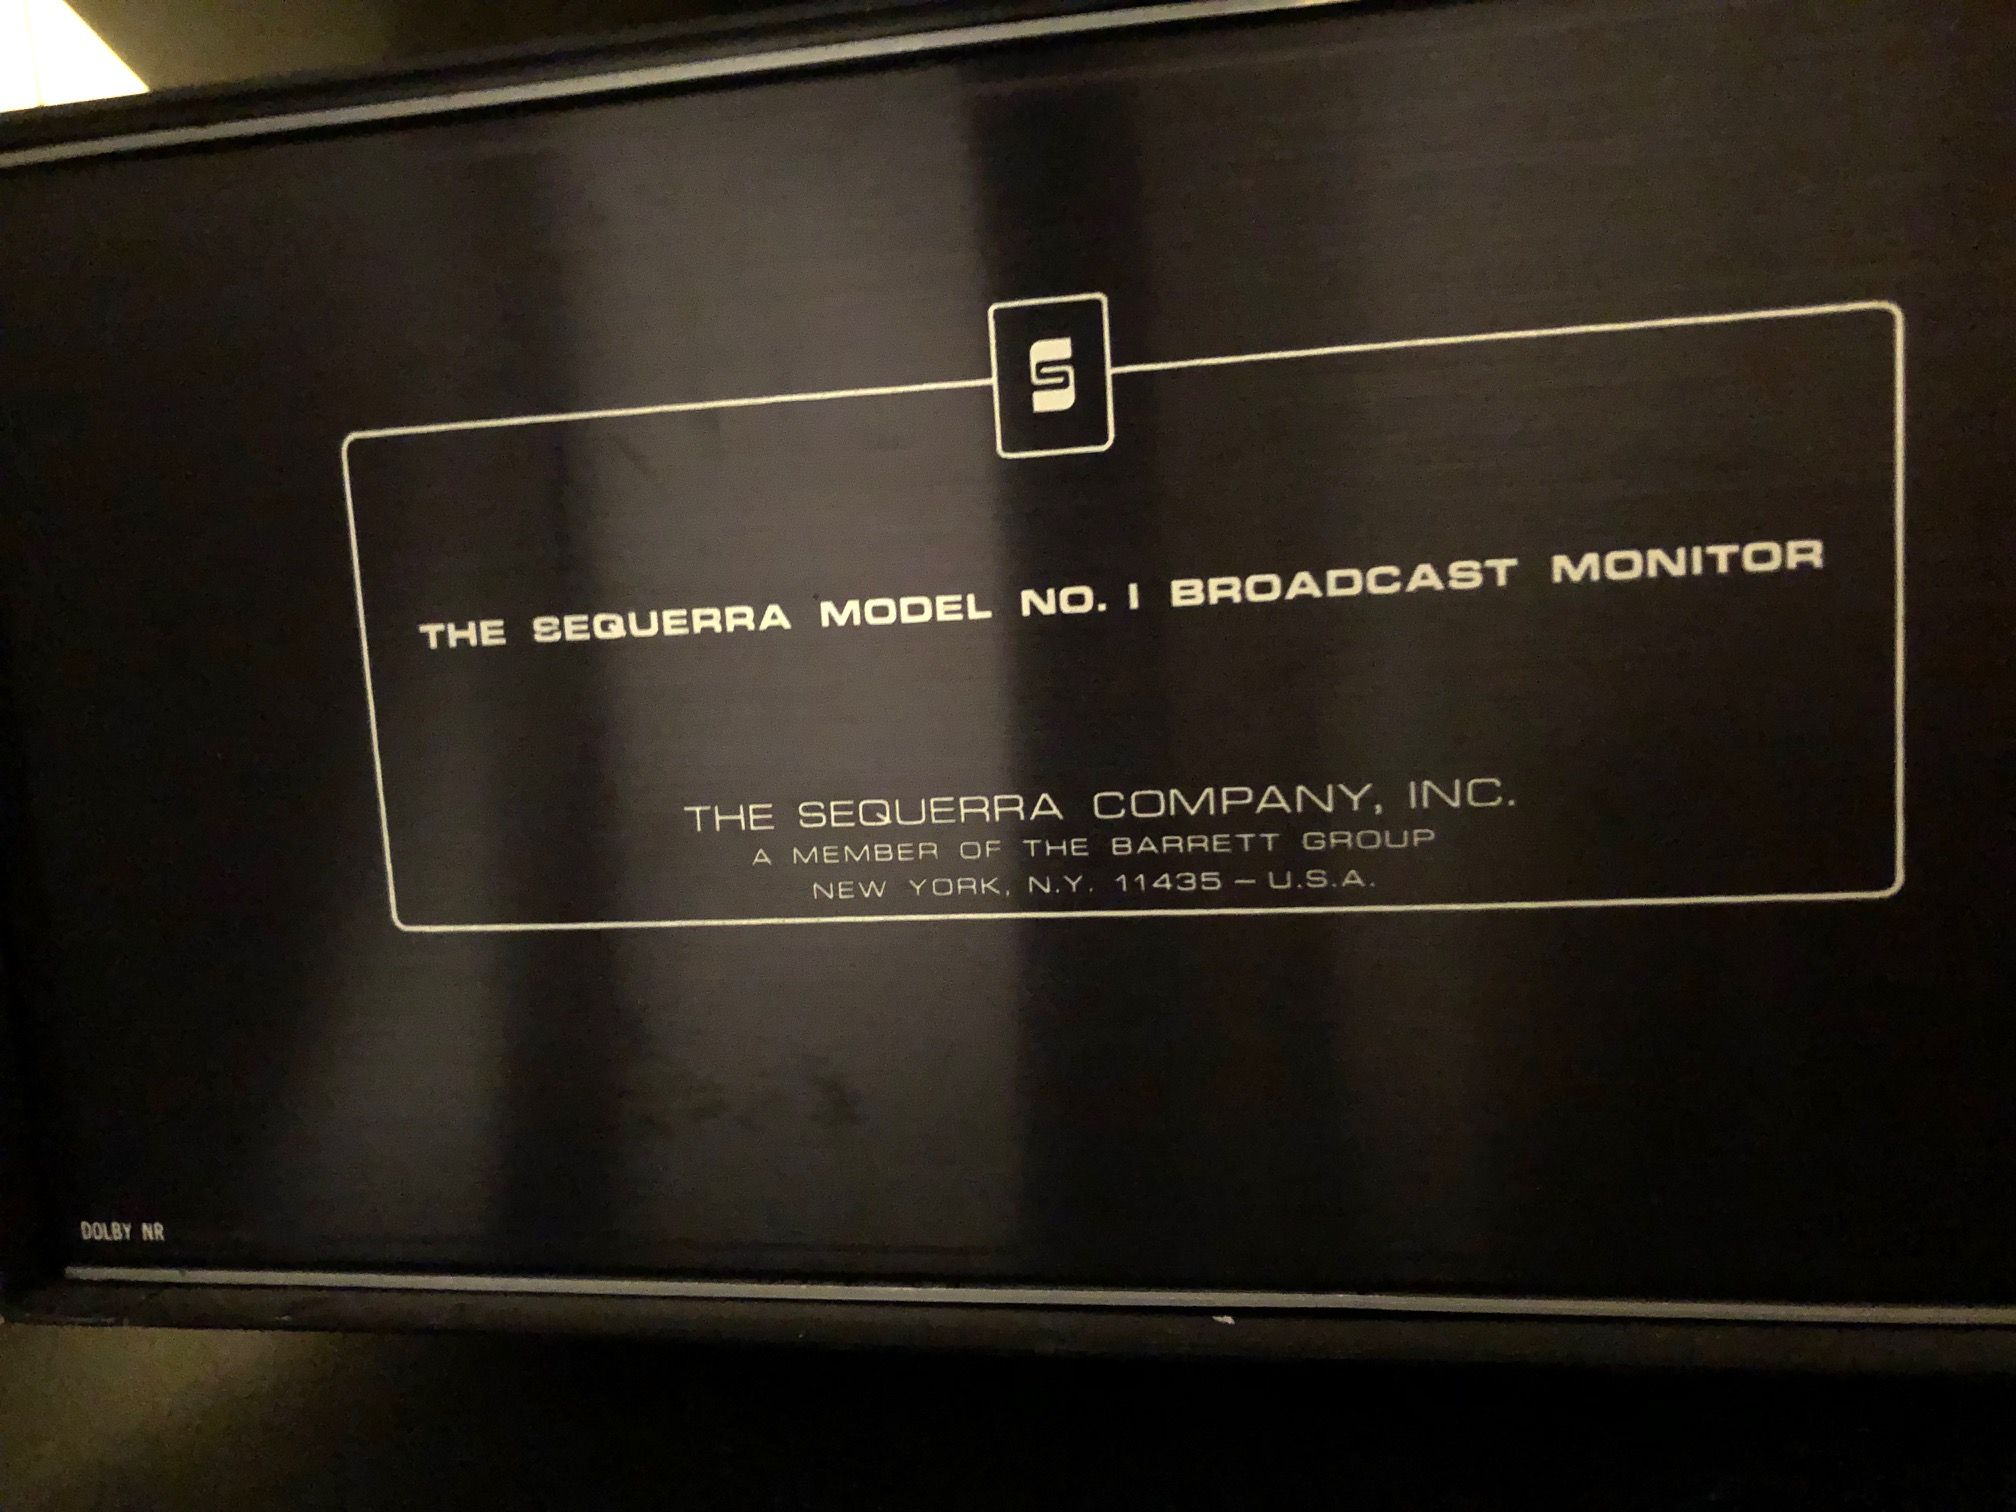 S
THE SEQUERRA MODEL NO. 1 BROADCAST MONITOR
THE SEQUERRA COMPANY, INC.
A MEMBER OF THE BARRETT GROUP
NEW YORK, N.Y. 11435 – U.S.A.
DOLBY NR